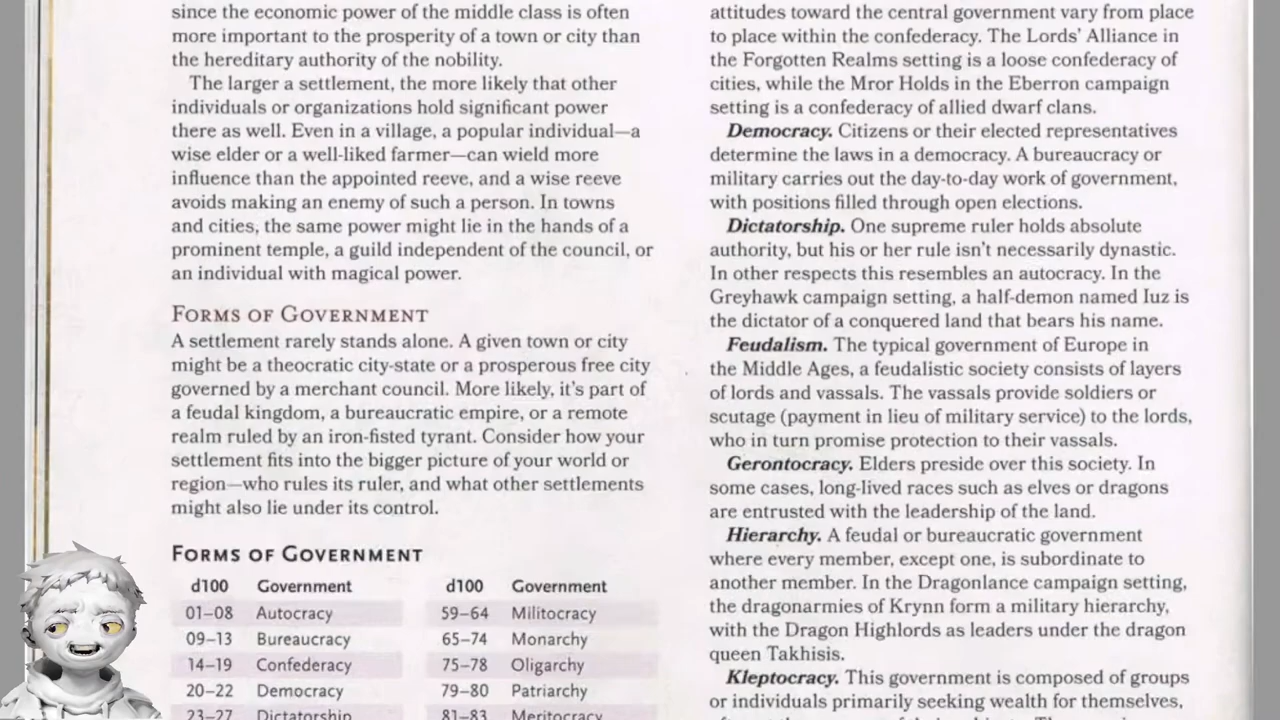 since the economic power of the middle class is often
more important to the prosperity of a town or city than
the hereditary authority of the nobility.
The larger a settlement, the more likely that other
individuals or organizations hold significant power
there as well. Even in a village, a popular individual—a
wise elder or a well-liked farmer—can wield more
influence than the appointed reeve, and a wise reeve
avoids making an enemy of such a person. In towns
and cities, the same power might lie in the hands of a
prominent temple, a guild independent of the council, or
an individual with magical power.
Forms of Government
A settlement rarely stands alone. A given town or city
might be a theocratic city-state or a prosperous free city
governed by a merchant council. More likely, it's part of
a feudal kingdom, a bureaucratic empire, or a remote
realm ruled by an iron-fisted tyrant. Consider how your
settlement fits into the bigger picture of your world or
region—who rules its ruler, and what other settlements
might also lie under its control.
Forms of Government
d100 Government d100 Government
01–08 Autocracy 59–64 Militocracy
09–13 Bureaucracy 65–74 Monarchy
14–19 Confederacy 75–78 Oligarchy
20–22 Democracy 79–80 Patriarchy
23–27 Dictatorship 81–83 Meritocracy
attitudes toward the central government vary from place
to place within the confederacy. The Lords' Alliance in
the Forgotten Realms setting is a loose confederacy of
cities, while the Mror Holds in the Eberron campaign
setting is a confederacy of allied dwarf clans.
Democracy. Citizens or their elected representatives
determine the laws in a democracy. A bureaucracy or
military carries out the day-to-day work of government,
with positions filled through open elections.
Dictatorship. One supreme ruler holds absolute
authority, but his or her rule isn't necessarily dynastic.
In other respects this resembles an autocracy. In the
Greyhawk campaign setting, a half-demon named Iuz is
the dictator of a conquered land that bears his name.
Feudalism. The typical government of Europe in
the Middle Ages, a feudalistic society consists of layers
of lords and vassals. The vassals provide soldiers or
scutage (payment in lieu of military service) to the lords,
who in turn promise protection to their vassals.
Gerontocracy. Elders preside over this society. In
some cases, long-lived races such as elves or dragons
are entrusted with the leadership of the land.
Hierarchy. A feudal or bureaucratic government
where every member, except one, is subordinate to
another member. In the Dragonlance campaign setting,
the dragonarmies of Krynn form a military hierarchy,
with the Dragon Highlords as leaders under the dragon
queen Takhisis.
Kleptocracy. This government is composed of groups
or individuals primarily seeking wealth for themselves,